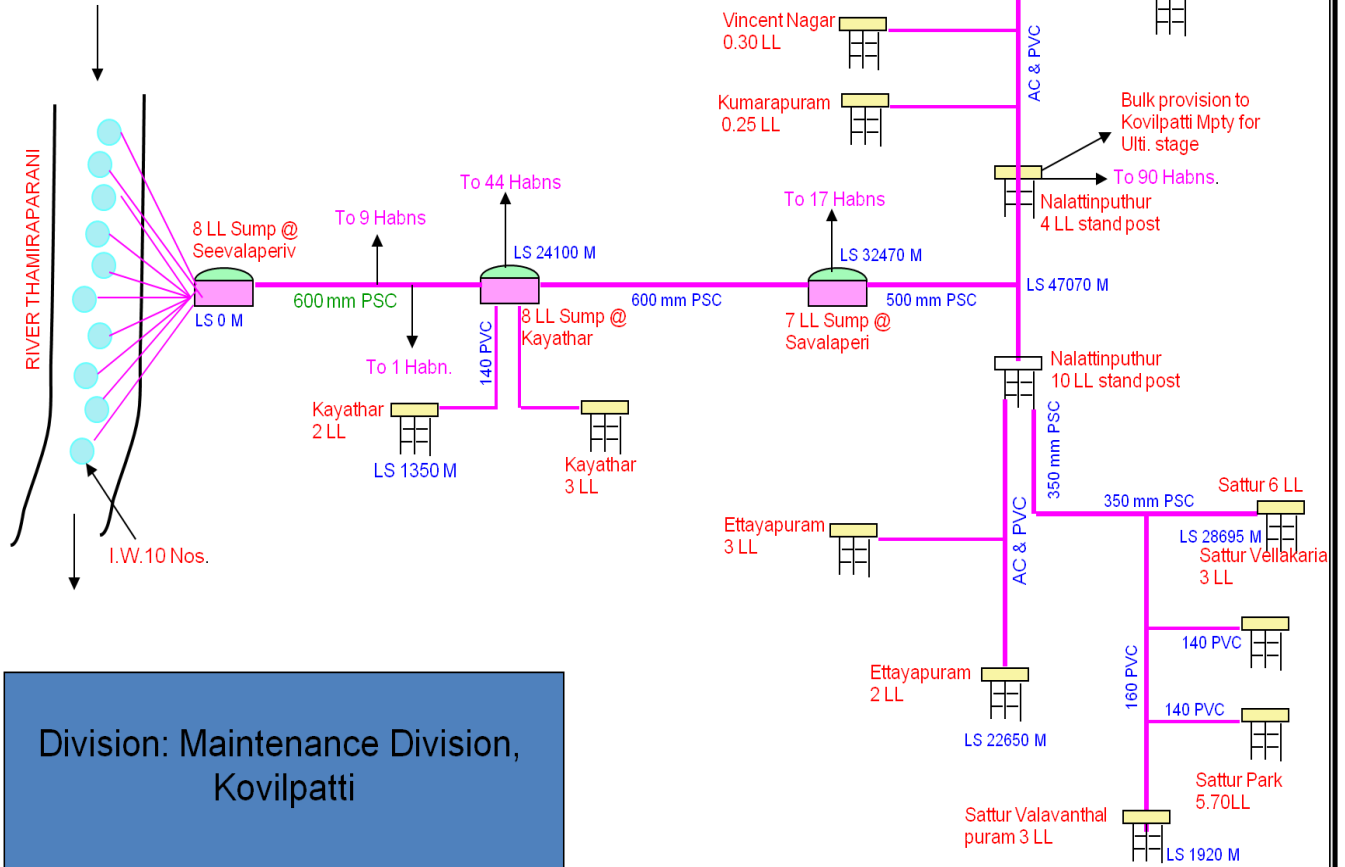 Vincent Nagar
0.30 LL
AC & PVC
Kumarapuram
0.25 LL
Bulk provision to
Kovilpatti Mpty for
Ulti. stage
To 90 Habns.
Nalattinputhur
4 LL stand post
RIVER THAMIRAPARANI
8 LL Sump @
Seevalaperiv
LS 0 M
To 9 Habns
600 mm PSC
To 1 Habn.
To 44 Habns
LS 24100 M
8 LL Sump @
Kayathar
140 PVC
Kayathar
2 LL
LS 1350 M
Kayathar
3 LL
600 mm PSC
To 17 Habns
LS 32470 M
7 LL Sump @
Savalaperi
500 mm PSC
LS 47070 M
Nalattinputhur
10 LL stand post
350 mm PSC
350 mm PSC
Sattur 6 LL
LS 28695 M
Sattur Vellakaria
3 LL
Ettayapuram
3 LL
AC & PVC
I.W.10 Nos.
140 PVC
160 PVC
140 PVC
Ettayapuram
2 LL
LS 22650 M
Sattur Park
5.70LL
Sattur Valavanthal
puram 3 LL
LS 1920 M
Division: Maintenance Division,
Kovilpatti